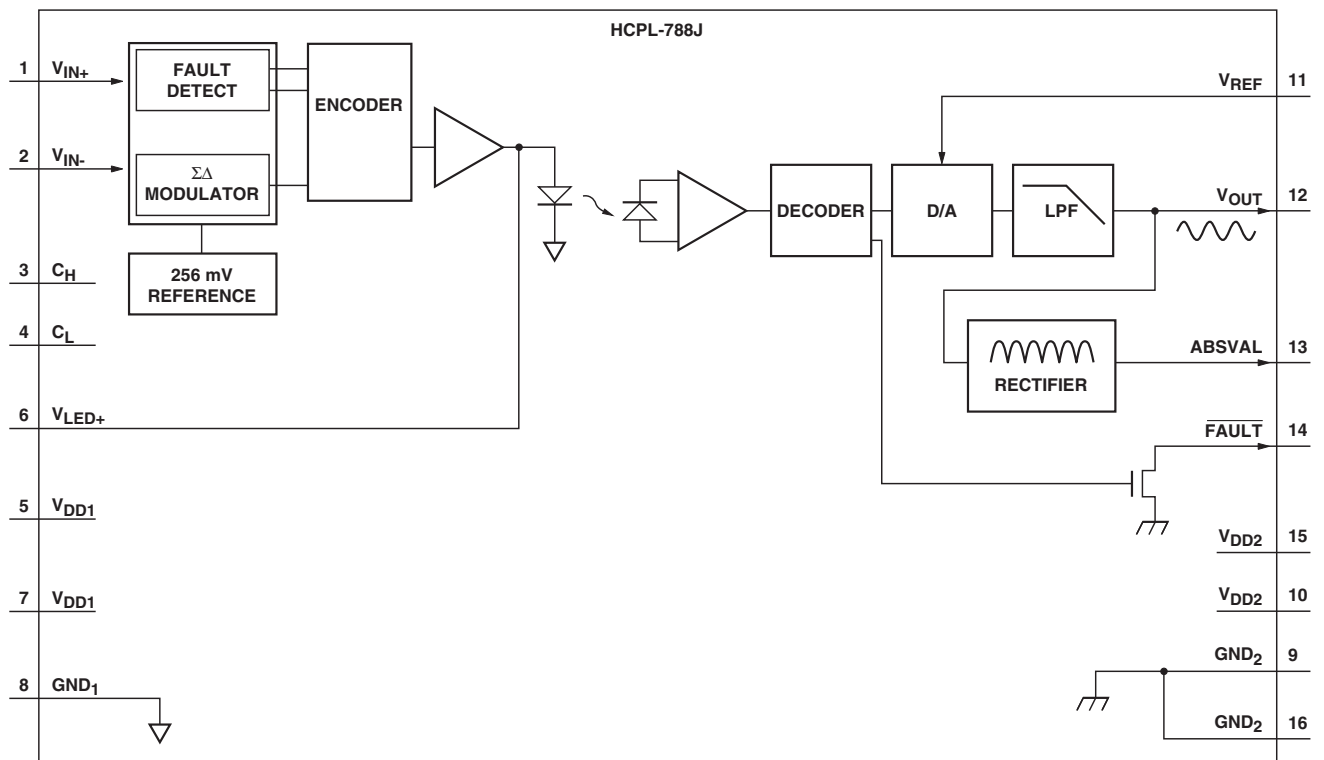 HCPL-788J
1 VIN+
FAULT
DETECT
ENCODER
2 VIN-
ΣΔ
MODULATOR
256 mV
REFERENCE
3 CH
4 CL
6 VLED+
5 VDD1
7 VDD1
8 GND1
DECODER
D/A
LPF
RECTIFIER
VREF 11
VOUT 12
ABSVAL 13
FAULT 14
VDD2 15
VDD2 10
GND2 9
GND2 16